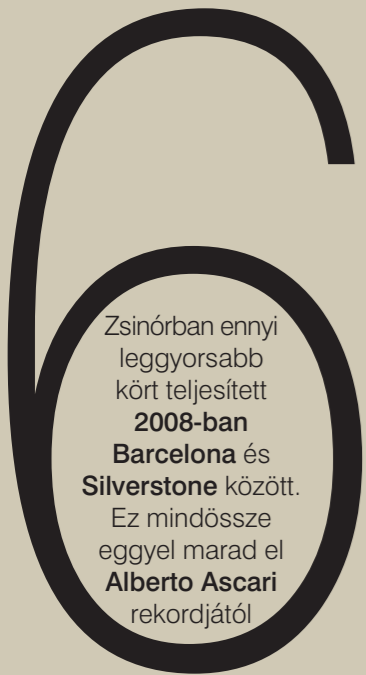 6
Zsinórban ennyi
leggyorsabb
kört teljesített
2008-ban
Barcelona és
Silverstone között.
Ez mindössze
eggyel marad el
Alberto Ascari
rekordjától